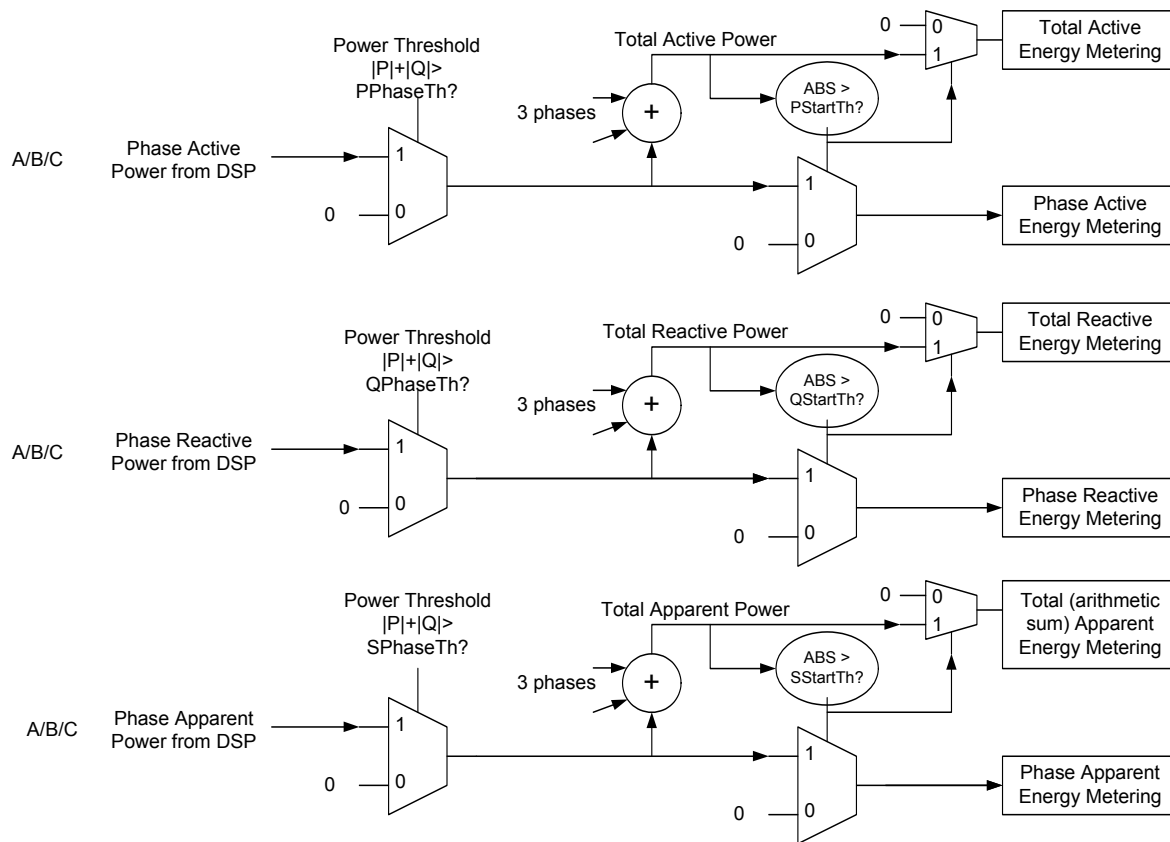 Power Threshold
|P|+|Q|>
PPhaseTh?
A/B/C
Phase Active
Power from DSP
1
0
0
3 phases
+
Total Active Power
ABS >
PStartTh?
1
0
0
0
0
1
Total Active
Energy Metering
Phase Active
Energy Metering
Power Threshold
|P|+|Q|>
QPhaseTh?
A/B/C
Phase Reactive
Power from DSP
1
0
0
3 phases
+
Total Reactive Power
ABS >
QStartTh?
1
0
0
0
0
1
Total Reactive
Energy Metering
Phase Reactive
Energy Metering
Power Threshold
|P|+|Q|>
SPhaseTh?
A/B/C
Phase Apparent
Power from DSP
1
0
0
3 phases
+
Total Apparent Power
ABS >
SStartTh?
1
0
0
0
0
1
Total (arithmetic
sum) Apparent
Energy Metering
Phase Apparent
Energy Metering